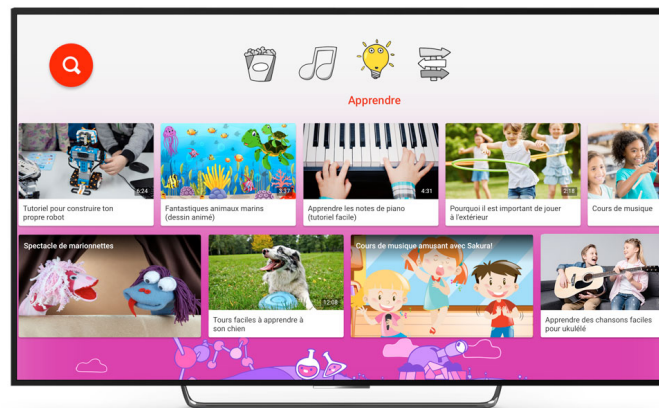 Apprendre
6:24
3:37
4:31
2:18
Tutoriel pour construire ton
propre robot
Fantastiques animaux marins
(dessin animé)
Apprendre les notes de piano
(tutoriel facile)
Pourquoi il est important de jouer
à l'extérieur
Cours de musique
Spectacle de marionnettes
12:08
Tours faciles à apprendre à
son chien
Cours de musique amusant avec Sakura!
Apprendre des chansons faciles
pour ukulélé